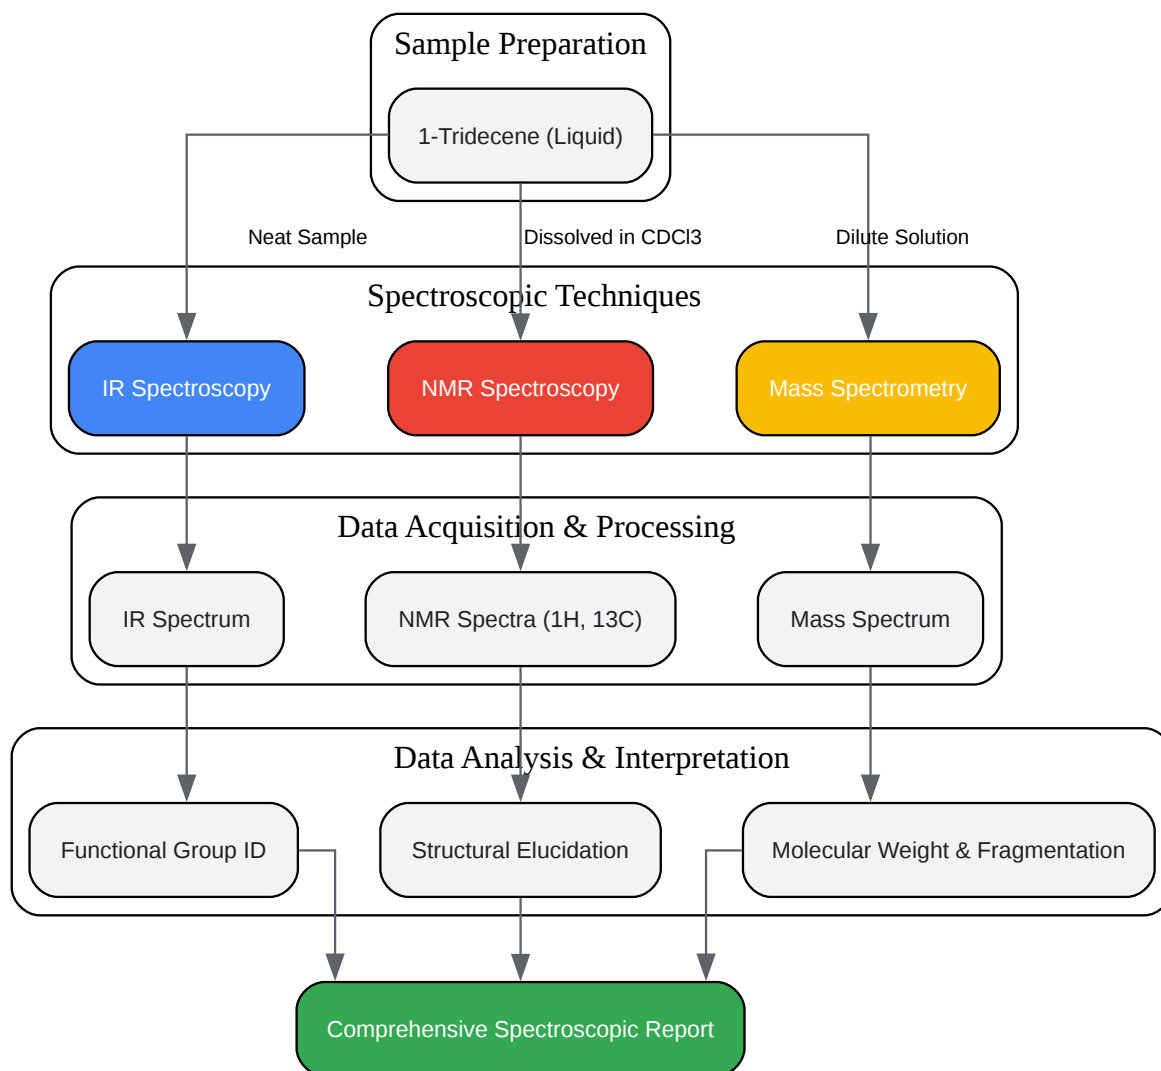 Sample Preparation
1-Tridecene (Liquid)
Neat Sample
Dissolved in CDCl3
Dilute Solution
Spectroscopic Techniques
IR Spectroscopy
NMR Spectroscopy
Mass Spectrometry
Data Acquisition & Processing
IR Spectrum
NMR Spectra (1H, 13C)
Mass Spectrum
Data Analysis & Interpretation
Functional Group ID
Structural Elucidation
Molecular Weight & Fragmentation
Comprehensive Spectroscopic Report